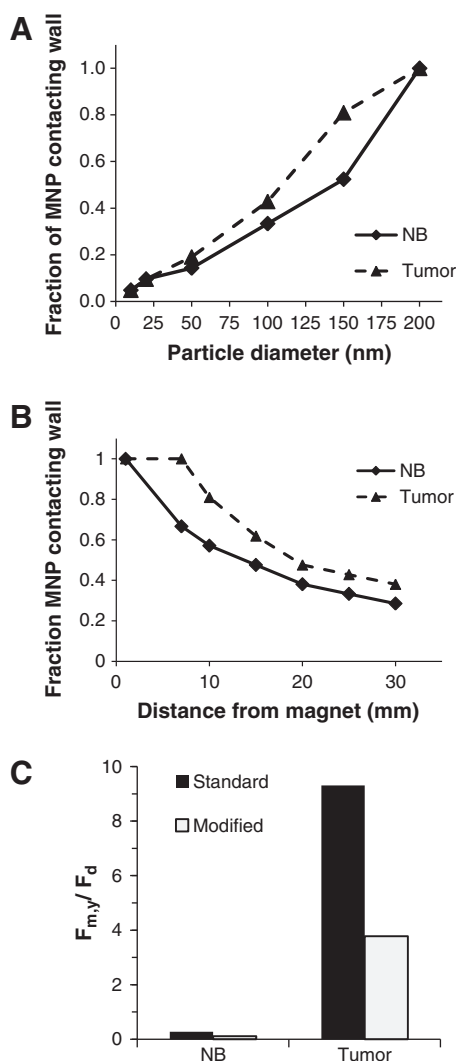 A
Fraction of MNP contacting wall
1.0
0.8
0.6
0.4
0.2
0.0
0 25 50 75 100 125 150 175 200
Particle diameter (nm)
NB
Tumor
B
Fraction MNP contacting wall
1
0.8
0.6
0.4
0.2
0
0 10 20 30
Distance from magnet (mm)
NB
Tumor
C
Fm,y/ Fd
10
8
6
4
2
0
Standard
Modified
NB Tumor